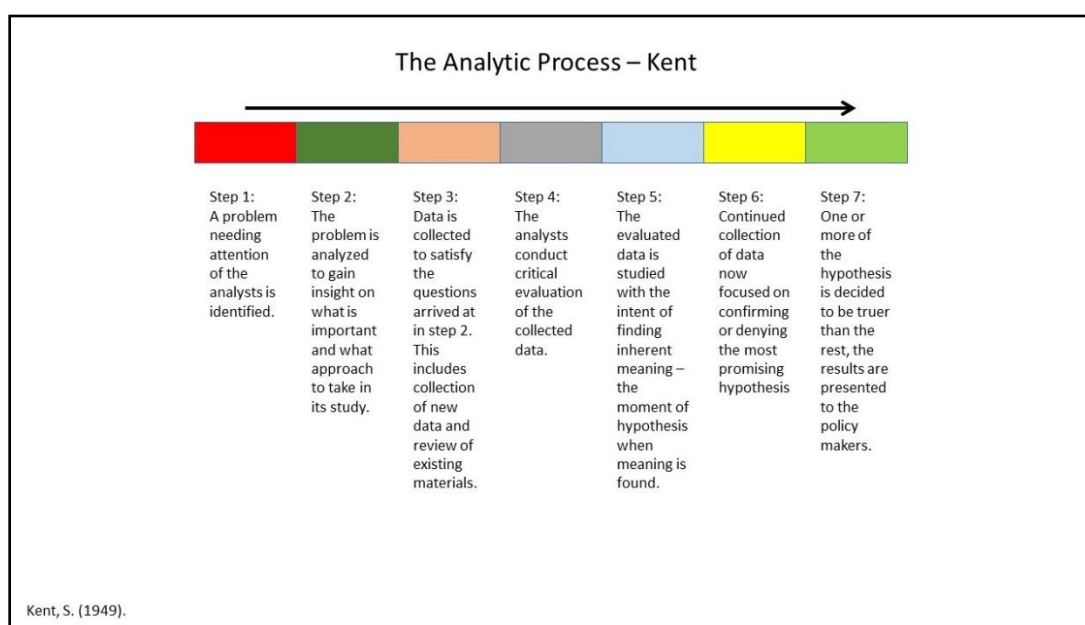 The Analytic Process – Kent
Step 1:
A problem
needing
attention
of the
analysts is
identified.
Step 2:
The
problem is
analyzed
to gain
insight on
what is
important
and what
approach
to take in
its study.
Step 3:
Data is
collected
to satisfy
the
questions
arrived at
in step 2.
This
includes
collection
of new
data and
review of
existing
materials.
Step 4:
The
analysts
conduct
critical
evaluation
of the
collected
data.
Step 5:
The
evaluated
data is
studied
with the
intent of
finding
inherent
meaning –
the
moment of
hypothesis
when
meaning is
found.
Step 6:
Continued
collection
of data
now
focused on
confirming
or denying
the most
promising
hypothesis
Step 7:
One or
more of
the
hypothesis
is decided
to be truer
than the
rest, the
results are
presented
to the
policy
makers.
Kent, S. (1949).